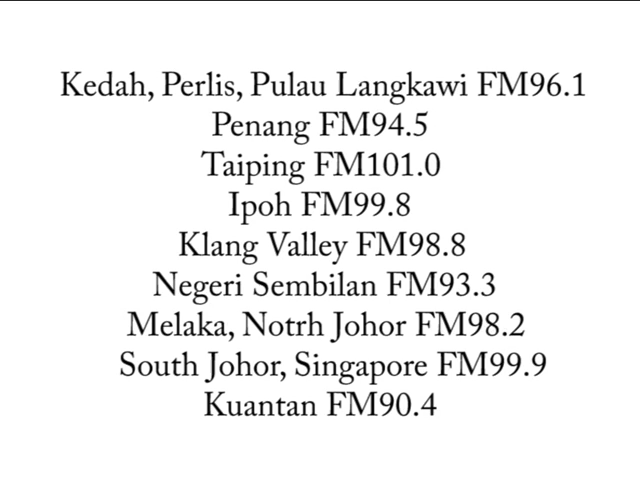 Kedah, Perlis, Pulau Langkawi FM96.1
Penang FM94.5
Taiping FM101.0
Ipoh FM99.8
Klang Valley FM98.8
Negeri Sembilan FM93.3
Melaka, Notrh Johor FM98.2
South Johor, Singapore FM99.9
Kuantan FM90.4